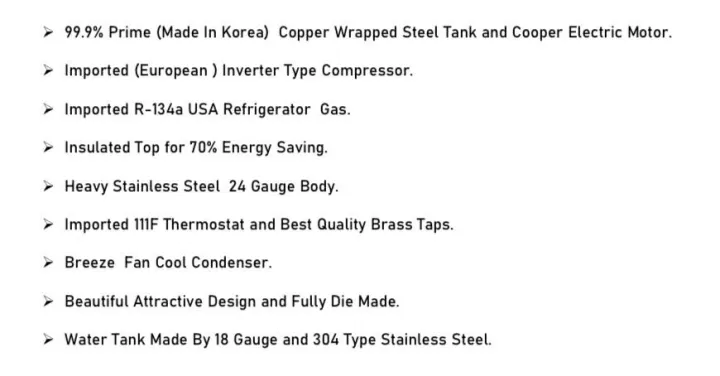 ➢ 99.9% Prime (Made In Korea) Copper Wrapped Steel Tank and Cooper Electric Motor.
➢ Imported (European ) Inverter Type Compressor.
➢ Imported R-134a USA Refrigerator Gas.
➢ Insulated Top for 70% Energy Saving.
➢ Heavy Stainless Steel 24 Gauge Body.
➢ Imported 111F Thermostat and Best Quality Brass Taps.
➢ Breeze Fan Cool Condenser.
➢ Beautiful Attractive Design and Fully Die Made.
➢ Water Tank Made By 18 Gauge and 304 Type Stainless Steel.